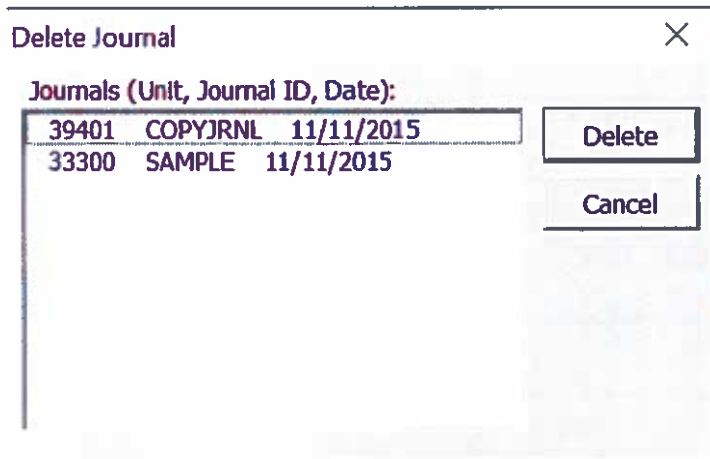 Delete Journal
Journals (Unit, Journal ID, Date):
39401 COPYJRNL 11/11/2015
33300 SAMPLE 11/11/2015
Delete
Cancel